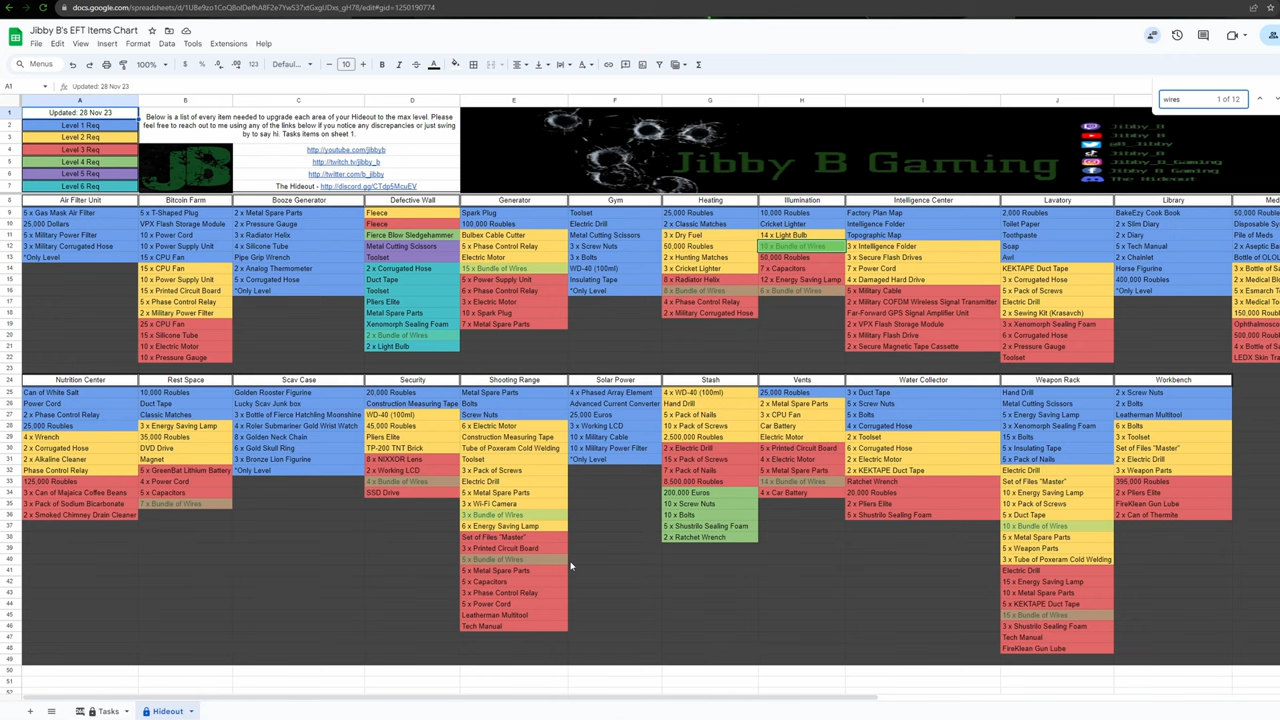 docs.google.com/spreadsheets/d/1UBe9zo1CoQ8olDefhA8F2e7YwS37xtGxgIJDxs_gH78/edit#gid=1250190774
Jibby B's EFT Items Chart
File Edit View Insert Format Data Tools Extensions Help
Menus 100% $ % 123 Defaul... 10
A1 Updated: 28 Nov 23
wires 1 of 12
A B C D E F G H I J K
Updated: 28 Nov 23
Level 1 Req
Level 2 Req
Level 3 Req
Level 4 Req
Level 5 Req
Level 6 Req
JB
Below is a list of every item needed to upgrade each area of your Hideout to the max level. Please
feel free to reach out to me using any of the links below if you notice any discrepancies or just swing
by to say hi. Tasks items on sheet 1.
http://youtube.com/jibbyb
http://twitch.tv/jibby_b
http://twitter.com/b_jibby
The Hideout - http://discord.gg/CTdp5McuEV
Jibby B Gaming
Jibby_B
Jibby_B
B_Jibby
Jibby_B
Jibby_B_Gaming
Jibby_B_Gaming
The Hideout
Air Filter Unit
5 x Gas Mask Air Filter
25,000 Dollars
5 x Military Power Filter
3 x Military Corrugated Hose
*Only Level
Bitcoin Farm
5 x T-Shaped Plug
VPX Flash Storage Module
10 x Power Cord
10 x Power Supply Unit
15 x CPU Fan
15 x CPU Fan
15 x Power Supply Unit
5 x Printed Circuit Board
5 x Phase Control Relay
2 x Military Power Filter
25 x CPU Fan
15 x Silicone Tube
10 x Electric Motor
10 x Pressure Gauge
Booze Generator
2 x Metal Spare Parts
2 x Pressure Gauge
3 x Radiator Helix
4 x Silicone Tube
Pipe Grip Wrench
2 x Analog Thermometer
5 x Corrugated Hose
*Only Level
Defective Wall
Fleece
Fleece
Fierce Blow Sledgehammer
Metal Cutting Scissors
Toolset
2 x Corrugated Hose
Duct Tape
Toolset
Pliers Elite
Metal Spare Parts
Xenomorph Sealing Foam
2 x Bundle of Wires
2 x Light Bulb
Generator
Spark Plug
10,000 Roubles
Bulbex Cable Cutter
5 x Phase Control Relay
Electric Motor
15 x Bundle of Wires
5 x Power Supply Unit
5 x Phase Control Relay
3 x Electric Motor
10 x Spark Plug
7 x Metal Spare Parts
Gym
Toolset
Electric Drill
Metal Cutting Scissors
3 x Screw Nuts
3 x Bolts
WD-40 (100ml)
Insulating Tape
*Only Level
Heating
25,000 Roubles
2 x Classic Matches
3 x Dry Fuel
50,000 Roubles
2 x Hunting Matches
3 x Cricket Lighter
8 x Radiator Helix
8 x Bundle of Wires
4 x Phase Control Relay
2 x Military Corrugated Hose
Illumination
10,000 Roubles
Cricket Lighter
14 x Light Bulb
10 x Bundle of Wires
50,000 Roubles
7 x Capacitors
12 x Energy Saving Lamp
6 x Bundle of Wires
Intelligence Center
Factory Plan Map
Intelligence Folder
Topographic Map
3 x Intelligence Folder
3 x Secure Flash Drives
7 x Power Cord
4 x Damaged Hard Drive
5 x Military Cable
2 x Military COFDM Wireless Signal Transmitter
Far-Forward GPS Signal Amplifier Unit
2 x VPX Flash Storage Module
5 x Military Flash Drive
2 x Secure Magnetic Tape Cassette
Lavatory
2,000 Roubles
Toilet Paper
Toothpaste
Soap
Awl
KEKTAPE Duct Tape
3 x Corrugated Hose
5 x Pack of Screws
Electric Drill
2 x Sewing Kit (Krasavch)
3 x Xenomorph Sealing Foam
6 x Corrugated Hose
2 x Pressure Gauge
Toolset
Library
BakeEzy Cook Book
2 x Slim Diary
2 x Diary
5 x Tech Manual
2 x Chainlet
Horse Figurine
400,000 Roubles
*Only Level
Nutrition Center
Can of White Salt
Power Cord
2 x Phase Control Relay
25,000 Roubles
4 x Wrench
2 x Corrugated Hose
2 x Alkaline Cleaner
Phase Control Relay
125,000 Roubles
3 x Can of Majaica Coffee Beans
3 x Pack of Sodium Bicarbonate
2 x Smoked Chimney Drain Cleaner
Rest Space
10,000 Roubles
Duct Tape
Classic Matches
3 x Energy Saving Lamp
35,000 Roubles
DVD Drive
Magnet
5 x GreenBat Lithium Battery
4 x Power Cord
5 x Capacitors
7 x Bundle of Wires
Scav Case
Golden Rooster Figurine
Lucky Scav Junk box
3 x Bottle of Fierce Hatchling Moonshine
4 x Roler Submariner Gold Wrist Watch
8 x Golden Neck Chain
6 x Gold Skull Ring
3 x Bronze Lion Figurine
*Only Level
Security
20,000 Roubles
Construction Measuring Tape
WD-40 (100ml)
45,000 Roubles
Pliers Elite
TP-200 TNT Brick
8 x NIXXOR Lens
2 x Working LCD
4 x Bundle of Wires
SSD Drive
Shooting Range
Metal Spare Parts
Bolts
Screw Nuts
6 x Electric Motor
Construction Measuring Tape
Tube of Poxeram Cold Welding
Toolset
3 x Pack of Screws
Electric Drill
5 x Metal Spare Parts
3 x Wi-Fi Camera
3 x Bundle of Wires
6 x Energy Saving Lamp
Set of Files "Master"
3 x Printed Circuit Board
5 x Bundle of Wires
5 x Metal Spare Parts
5 x Capacitors
3 x Phase Control Relay
5 x Power Cord
Leatherman Multitool
Tech Manual
Solar Power
4 x Phased Array Element
Advanced Current Converter
25,000 Euros
3 x Working LCD
10 x Military Cable
10 x Military Power Filter
*Only Level
Stash
4 x WD-40 (100ml)
Hand Drill
5 x Pack of Nails
10 x Pack of Screws
2,500,000 Roubles
2 x Electric Drill
15 x Pack of Screws
7 x Pack of Nails
8,500,000 Roubles
200,000 Euros
10 x Screw Nuts
10 x Bolts
5 x Shustrilo Sealing Foam
2 x Ratchet Wrench
Vents
25,000 Roubles
2 x Metal Spare Parts
3 x CPU Fan
Car Battery
Electric Motor
5 x Printed Circuit Board
4 x Electric Motor
5 x Metal Spare Parts
14 x Bundle of Wires
4 x Car Battery
Water Collector
3 x Duct Tape
5 x Screw Nuts
5 x Bolts
4 x Corrugated Hose
2 x Toolset
6 x Corrugated Hose
2 x Electric Motor
2 x KEKTAPE Duct Tape
Ratchet Wrench
20,000 Roubles
2 x Pliers Elite
5 x Shustrilo Sealing Foam
Weapon Rack
Hand Drill
Metal Cutting Scissors
5 x Energy Saving Lamp
3 x Xenomorph Sealing Foam
15 x Bolts
5 x Insulating Tape
5 x Pack of Nails
Electric Drill
Set of Files "Master"
10 x Energy Saving Lamp
10 x Pack of Screws
5 x Duct Tape
10 x Bundle of Wires
5 x Metal Spare Parts
5 x Weapon Parts
3 x Tube of Poxeram Cold Welding
Electric Drill
15 x Energy Saving Lamp
10 x Metal Spare Parts
5 x KEKTAPE Duct Tape
15 x Bundle of Wires
3 x Shustrilo Sealing Foam
Tech Manual
FireKlean Gun Lube
Workbench
2 x Screw Nuts
2 x Bolts
Leatherman Multitool
6 x Bolts
3 x Toolset
Set of Files "Master"
2 x Electric Drill
3 x Weapon Parts
395,000 Roubles
2 x Pliers Elite
FireKlean Gun Lube
2 x Can of Thermite
Tasks Hideout